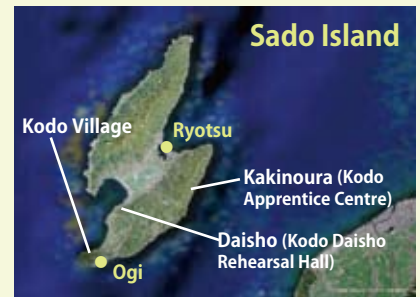 Sado Island
Kodo Village
Ryotsu
Kakinoura (Kodo
Apprentice Centre)
Daisho (Kodo Daisho
Rehearsal Hall)
Ogi